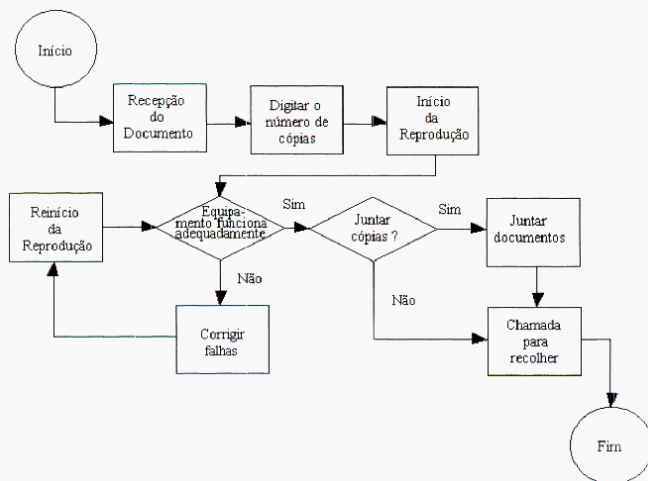 Início
Recepção
do
Documento
Digitar o
número de
cópias
Início
da
Reprodução
Reinício
da
Reprodução
Equipa-
mento funciona
adequadamente
Sim
Juntar
cópias ?
Sim
Juntar
documentos
Não
Não
Corrigir
falhas
Chamada
para
recolher
Fim